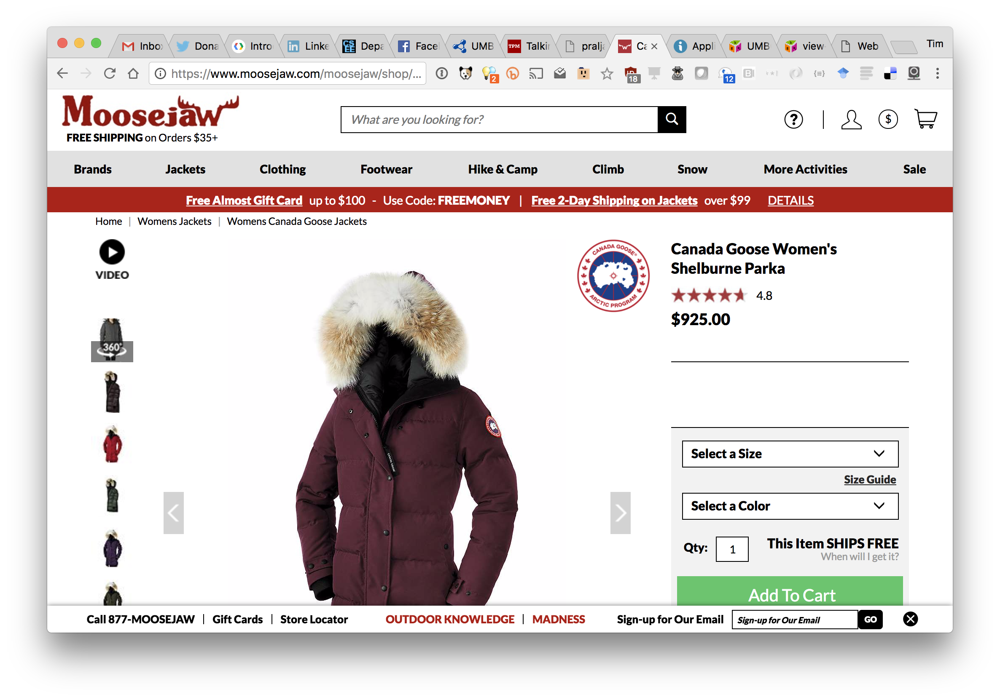 Inbo
Dona
Intro
Linke
Depa
Facel
UMB
Talkin
pralja
Ca
Appli
UMB
view-
Web
Tim
https://www.moosejaw.com/moosejaw/shop/...
2
18
12
Moosejaw
FREE SHIPPING on Orders $35+
What are you looking for?
?
$
Brands Jackets Clothing Footwear Hike & Camp Climb Snow More Activities Sale
Free Almost Gift Card up to $100 - Use Code: FREEMONEY | Free 2-Day Shipping on Jackets over $99 DETAILS
Home | Womens Jackets | Womens Canada Goose Jackets
VIDEO
360°
CANADA GOOSE®
ARCTIC PROGRAM
CANADA GOOSE
Canada Goose Women's
Shelburne Parka
4.8
$925.00
Select a Size
Size Guide
Select a Color
Qty: 1
This Item SHIPS FREE
When will I get it?
Add To Cart
Call 877-MOOSEJAW | Gift Cards | Store Locator OUTDOOR KNOWLEDGE | MADNESS Sign-up for Our Email Sign-up for Our Email GO